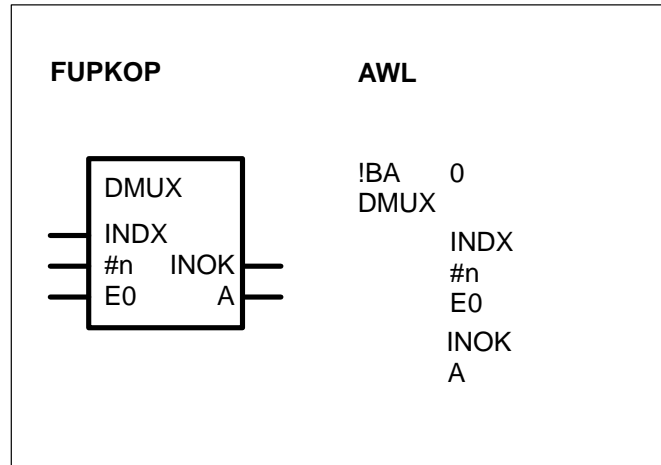 FUPKOP
AWL
DMUX
INDX
#n INOK
E0 A
!BA 0
DMUX
INDX
#n
E0
INOK
A